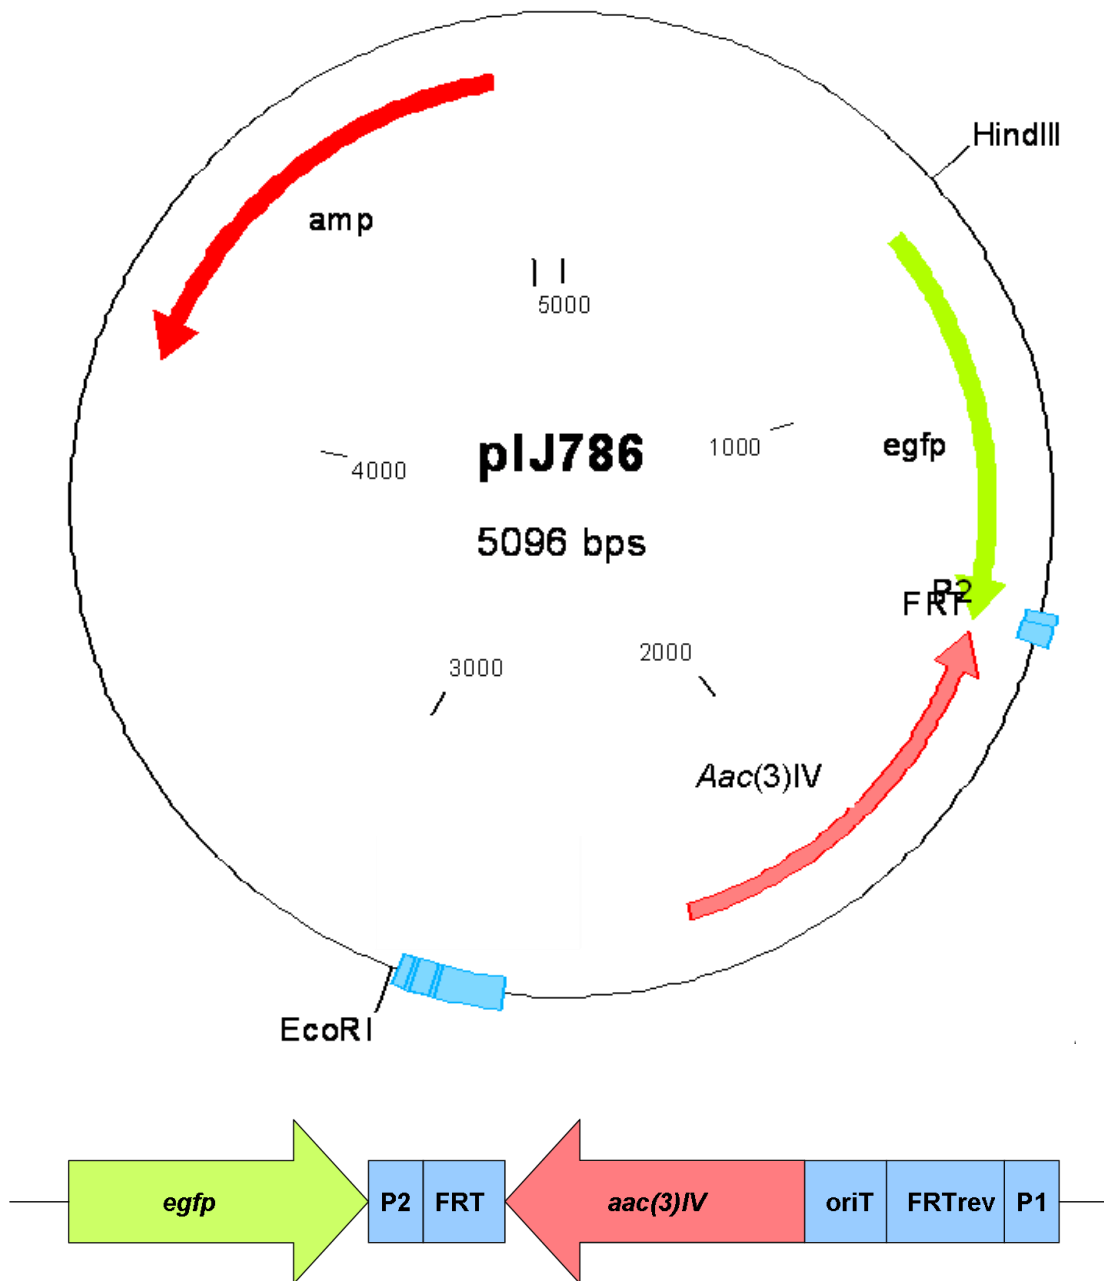 HindIII
amp
5000
pIJ786
5096 bps
1000
egfp
4000
P2
FRT
3000
2000
Aac(3)IV
EcoRI
egfp
P2
FRT
aac(3)IV
oriT
FRTrev
P1